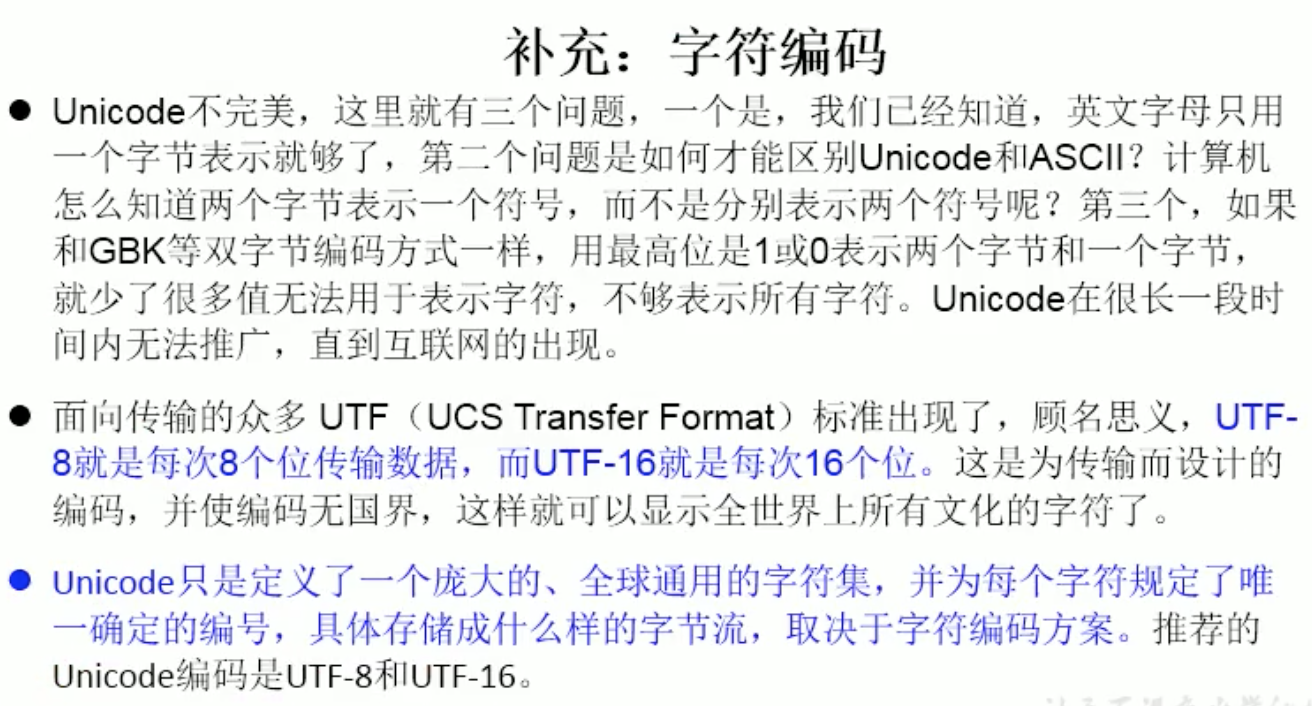 补充：字符编码
● Unicode不完美，这里就有三个问题，一个是，我们已经知道，英文字母只用
一个字节表示就够了，第二个问题是如何才能区别Unicode和ASCII？计算机
怎么知道两个字节表示一个符号，而不是分别表示两个符号呢？第三个，如果
和GBK等双字节编码方式一样，用最高位是1或0表示两个字节和一个字节，
就少了很多值无法用于表示字符，不够表示所有字符。Unicode在很长一段时
间内无法推广，直到互联网的出现。
● 面向传输的众多 UTF（UCS Transfer Format）标准出现了，顾名思义，UTF-
8就是每次8个位传输数据，而UTF-16就是每次16个位。这是为传输而设计的
编码，并使编码无国界，这样就可以显示全世界上所有文化的字符了。
● Unicode只是定义了一个庞大的、全球通用的字符集，并为每个字符规定了唯
一确定的编号，具体存储成什么样的字节流，取决于字符编码方案。推荐的
Unicode编码是UTF-8和UTF-16。